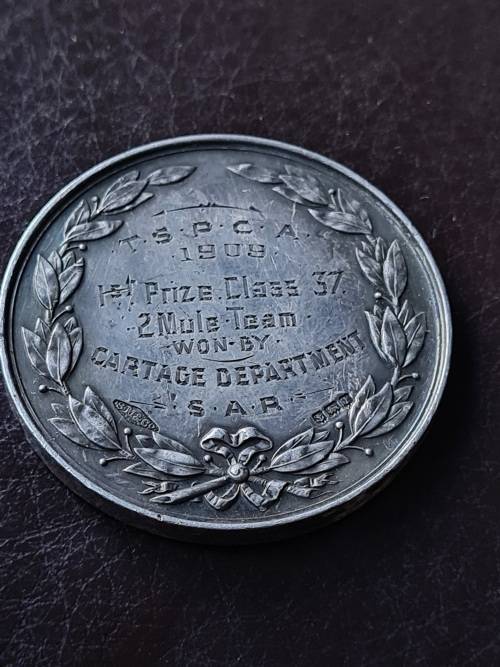 T.S.P.C.A.
1909
1st Prize Class 37.
2 Mule Team
WON BY
CARTAGE DEPARTMENT
S.A.R